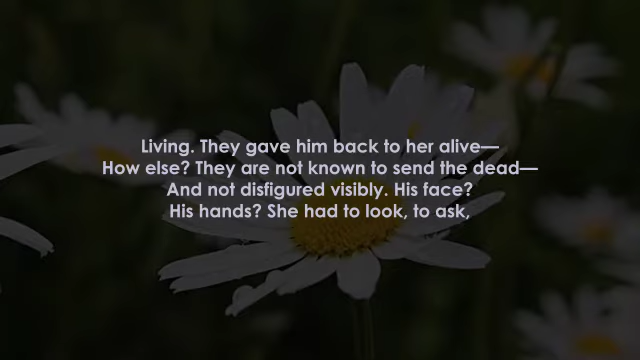 Living. They gave him back to her alive—
How else? They are not known to send the dead—
And not disfigured visibly. His face?
His hands? She had to look, to ask,